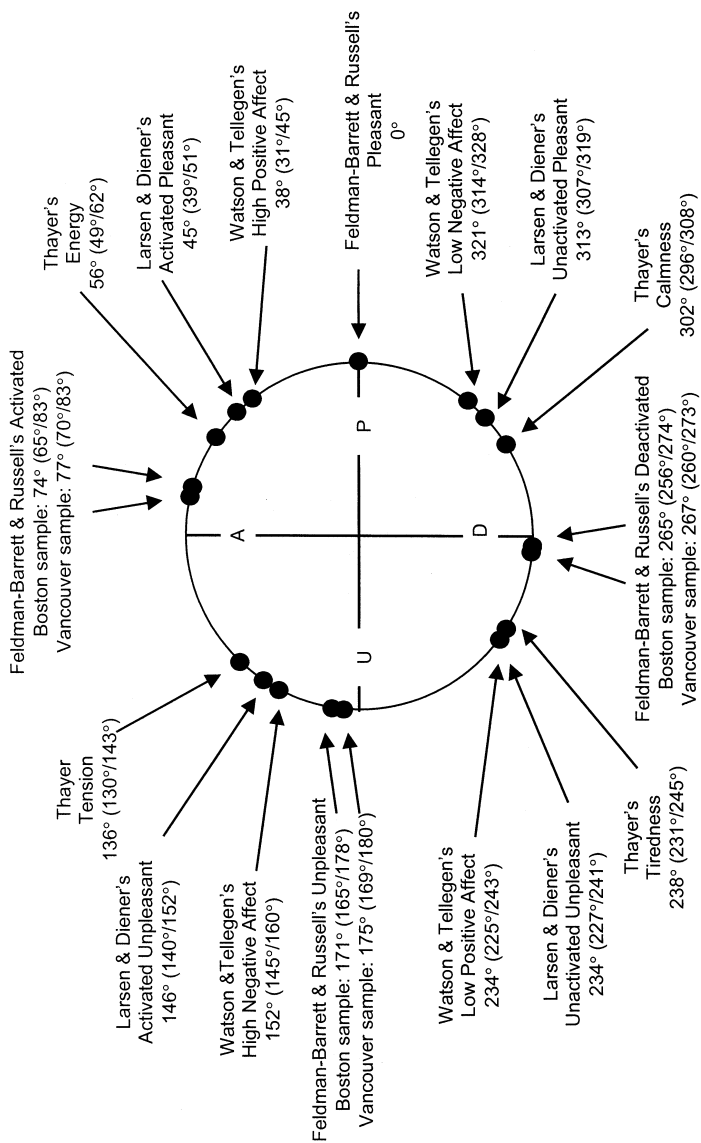 Feldman-Barrett & Russell's Activated
Boston sample: 74° (65°/83°)
Vancouver sample: 77° (70°/83°)
Thayer's
Energy
56° (49°/62°)
Larsen & Diener's
Activated Pleasant
45° (39°/51°)
Watson & Tellegen's
High Positive Affect
38° (31°/45°)
Feldman-Barrett & Russell's
Pleasant
0°
Watson & Tellegen's
Low Negative Affect
321° (314°/328°)
Larsen & Diener's
Unactivated Pleasant
313° (307°/319°)
Thayer's
Calmness
302° (296°/308°)
Feldman-Barrett & Russell's Deactivated
Boston sample: 265° (256°/274°)
Vancouver sample: 267° (260°/273°)
Thayer's
Tiredness
238° (231°/245°)
Larsen & Diener's
Unactivated Unpleasant
234° (227°/241°)
Watson & Tellegen's
Low Positive Affect
234° (225°/243°)
Feldman-Barrett & Russell's Unpleasant
Boston sample: 171° (165°/178°)
Vancouver sample: 175° (169°/180°)
Watson &Tellegen's
High Negative Affect
152° (145°/160°)
Larsen & Diener's
Activated Unpleasant
146° (140°/152°)
Thayer
Tension
136° (130°/143°)
A
P
D
U